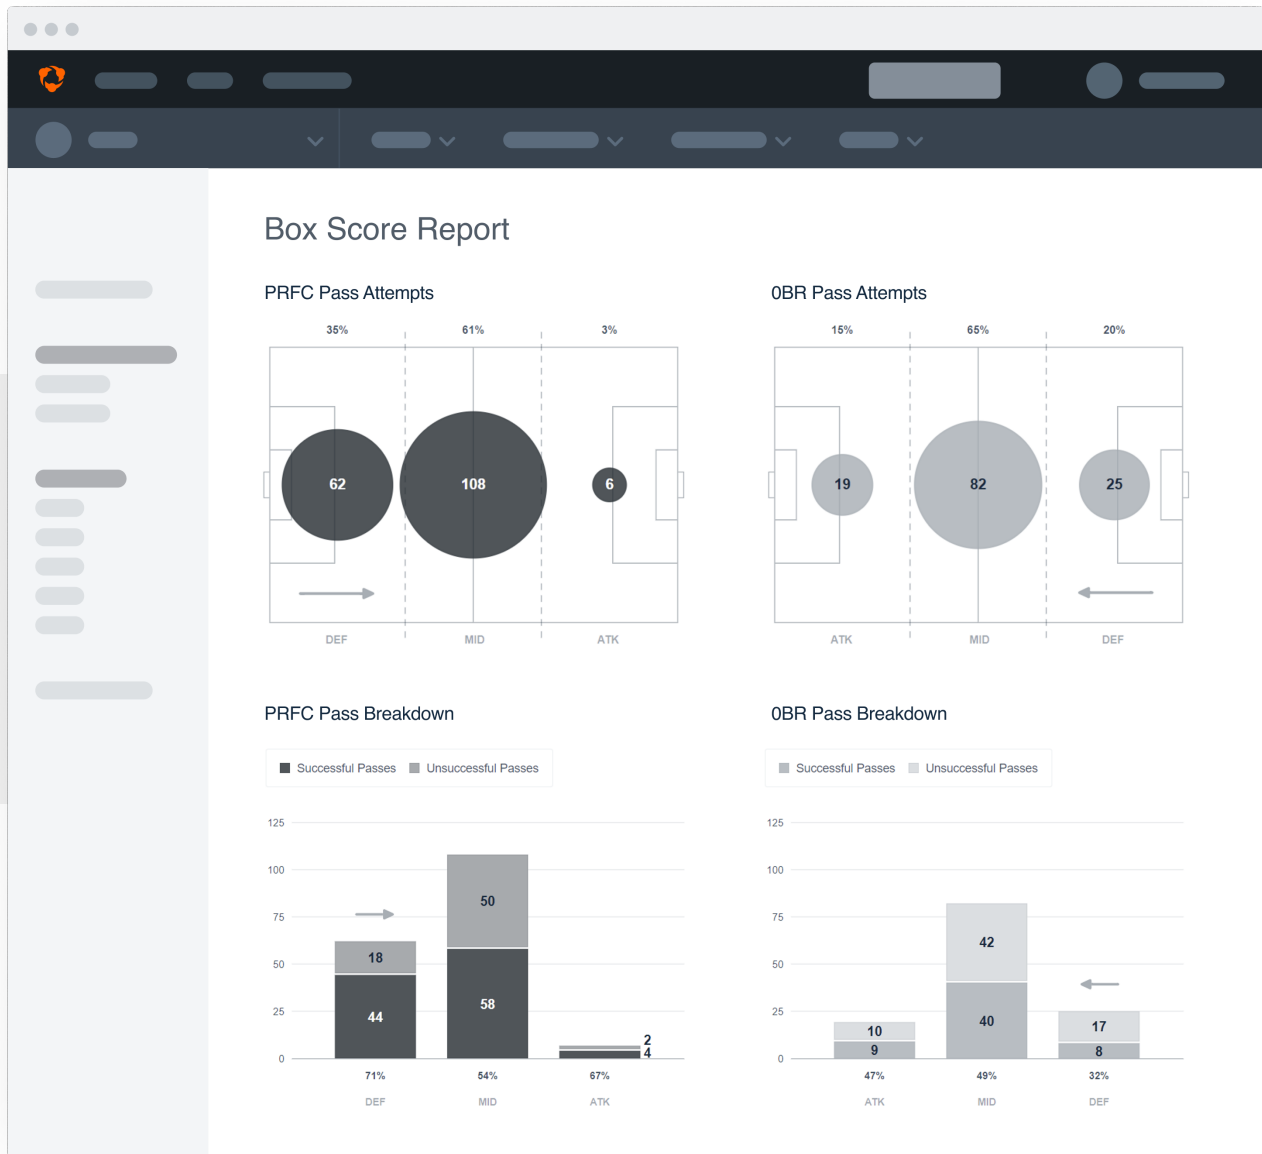 Box Score Report
PRFC Pass Attempts
35% 61% 3%
62 108 6
DEF MID ATK
0BR Pass Attempts
15% 65% 20%
19 82 25
ATK MID DEF
PRFC Pass Breakdown
Successful Passes Unsuccessful Passes
125
100
75
50
25
0
18 50 2
44 58 4
71% 54% 67%
DEF MID ATK
0BR Pass Breakdown
Successful Passes Unsuccessful Passes
125
100
75
50
25
0
10 42 17
9 40 8
47% 49% 32%
ATK MID DEF